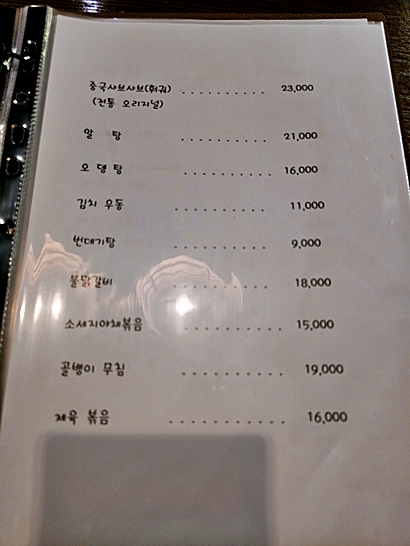 중국샤브샤브(훠궈) .......... 23,000
(전통 오리지널)
알 탕 .......... 21,000
오 뎅 탕 .......... 16,000
김치 우동 .......... 11,000
번데기탕 .......... 9,000
불닭갈비 .......... 18,000
소세지야채볶음 .......... 15,000
골뱅이 무침 .......... 19,000
제육 볶음 .......... 16,000